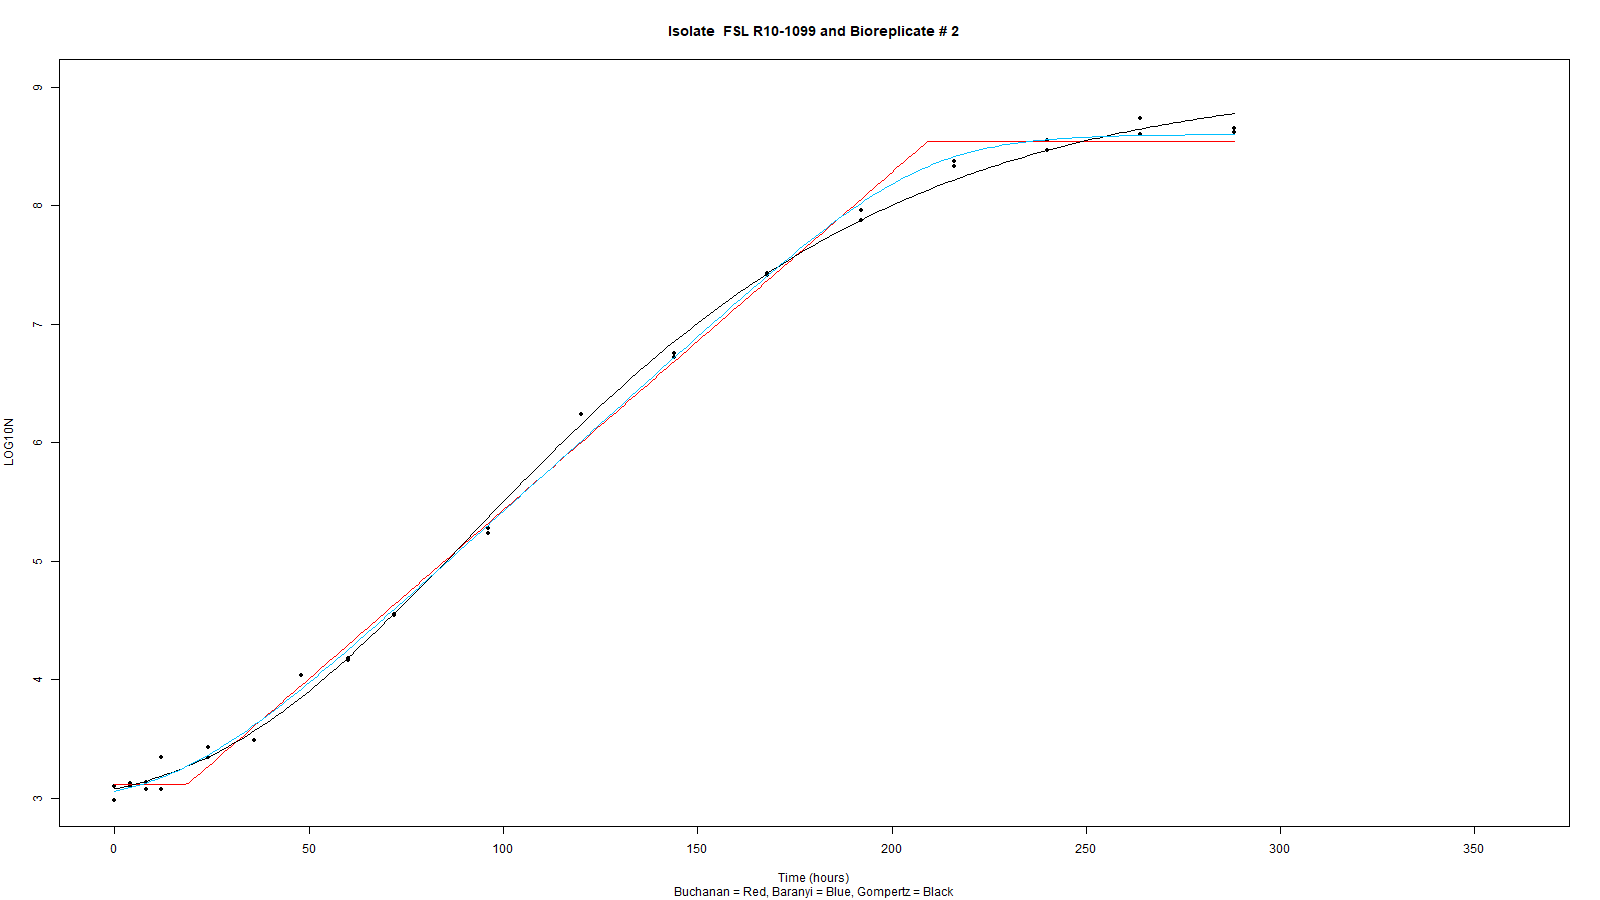 Isolate  FSL R10-1099 and Bioreplicate # 2
9
8
7
6
5
4
3
LOG10N
0 50 100 150 200 250 300 350
Time (hours)
Buchanan = Red, Baranyi = Blue, Gompertz = Black